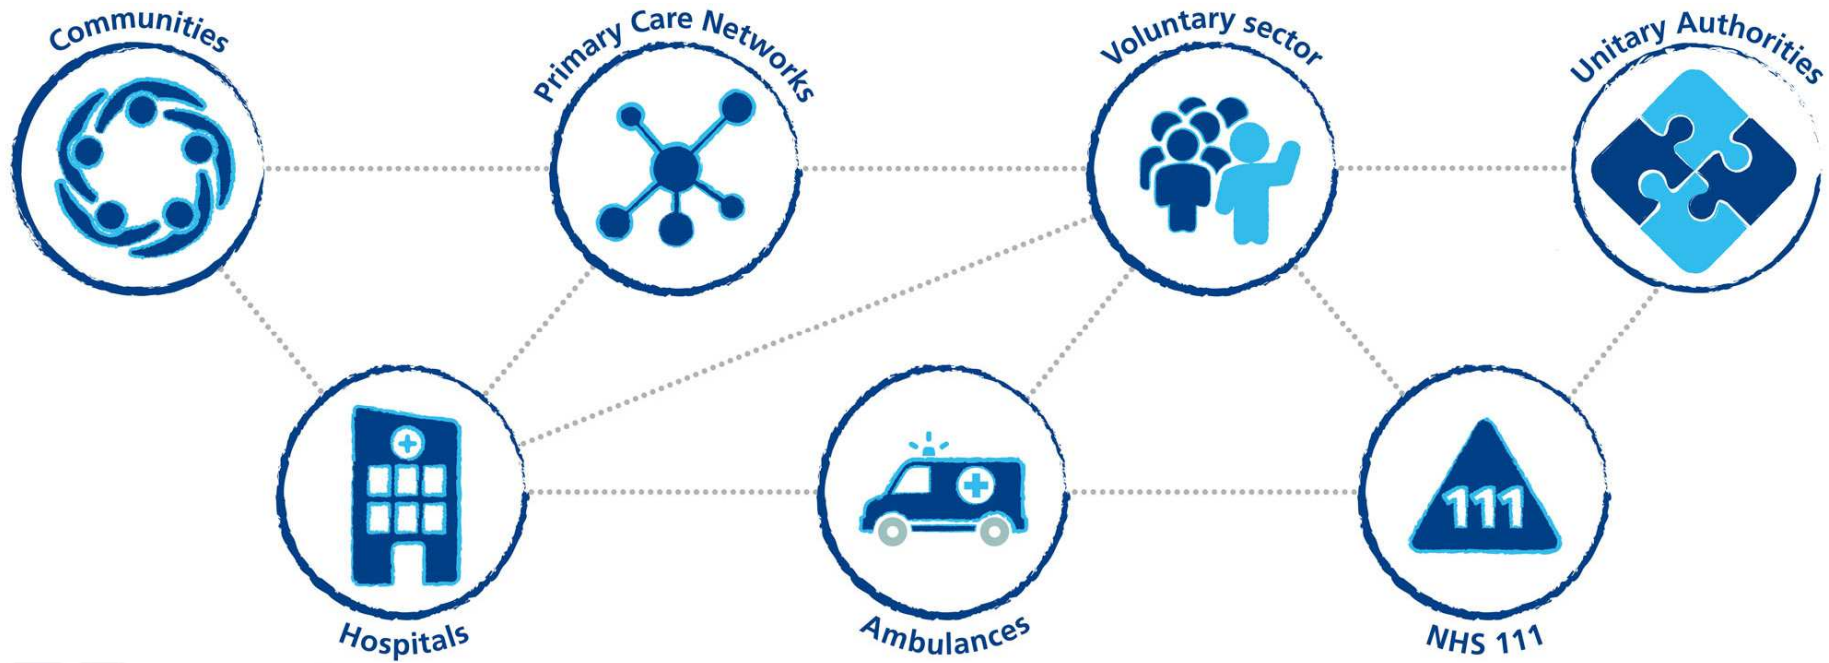 Communities
Primary Care Networks
Voluntary sector
Unitary Authorities
111
Hospitals
Ambulances
NHS 111